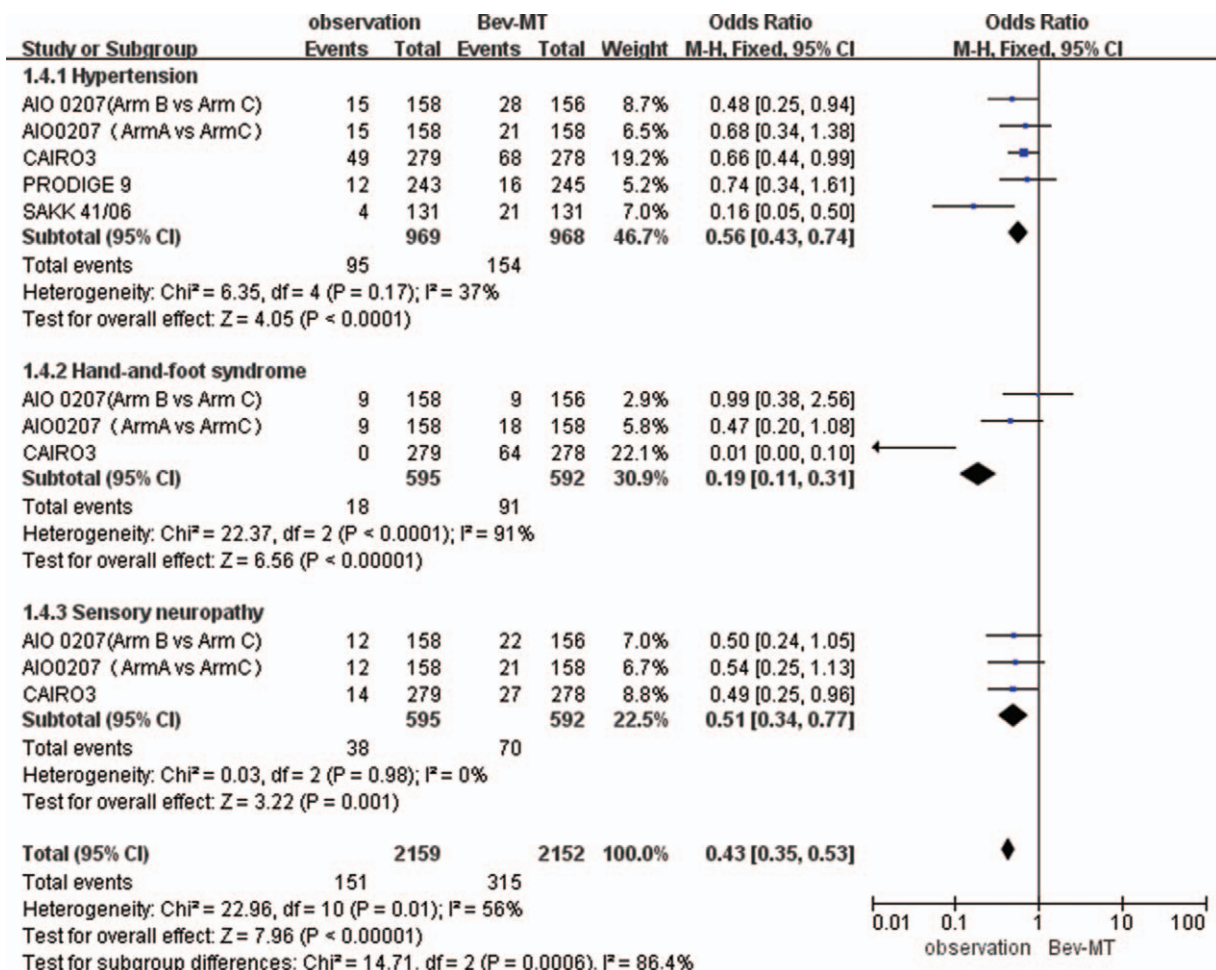 observation Bev-MT Odds Ratio Odds Ratio
Study or Subgroup Events Total Events Total Weight M-H, Fixed, 95% CI M-H, Fixed, 95% CI
1.4.1 Hypertension
AIO 0207(Arm B vs Arm C) 15 158 28 156 8.7% 0.48 [0.25, 0.94]
AIO0207 (ArmA vs ArmC) 15 158 21 158 6.5% 0.68 [0.34, 1.38]
CAIRO3 49 279 68 278 19.2% 0.66 [0.44, 0.99]
PRODIGE 9 12 243 16 245 5.2% 0.74 [0.34, 1.61]
SAKK 41/06 4 131 21 131 7.0% 0.16 [0.05, 0.50]
Subtotal (95% CI) 969 968 46.7% 0.56 [0.43, 0.74]
Total events 95 154
Heterogeneity: Chi² = 6.35, df = 4 (P = 0.17); I² = 37%
Test for overall effect: Z = 4.05 (P < 0.0001)
1.4.2 Hand-and-foot syndrome
AIO 0207(Arm B vs Arm C) 9 158 9 156 2.9% 0.99 [0.38, 2.56]
AIO0207 (ArmA vs ArmC) 9 158 18 158 5.8% 0.47 [0.20, 1.08]
CAIRO3 0 279 64 278 22.1% 0.01 [0.00, 0.10]
Subtotal (95% CI) 595 592 30.9% 0.19 [0.11, 0.31]
Total events 18 91
Heterogeneity: Chi² = 22.37, df = 2 (P < 0.0001); I² = 91%
Test for overall effect: Z = 6.56 (P < 0.00001)
1.4.3 Sensory neuropathy
AIO 0207(Arm B vs Arm C) 12 158 22 156 7.0% 0.50 [0.24, 1.05]
AIO0207 (ArmA vs ArmC) 12 158 21 158 6.7% 0.54 [0.25, 1.13]
CAIRO3 14 279 27 278 8.8% 0.49 [0.25, 0.96]
Subtotal (95% CI) 595 592 22.5% 0.51 [0.34, 0.77]
Total events 38 70
Heterogeneity: Chi² = 0.03, df = 2 (P = 0.98); I² = 0%
Test for overall effect: Z = 3.22 (P = 0.001)
Total (95% CI) 2159 2152 100.0% 0.43 [0.35, 0.53]
Total events 151 315
Heterogeneity: Chi² = 22.96, df = 10 (P = 0.01); I² = 56%
Test for overall effect: Z = 7.96 (P < 0.00001)
Test for subgroup differences: Chi² = 14.71, df = 2 (P = 0.0006), I² = 86.4%
0.01 0.1 1 10 100
observation Bev-MT